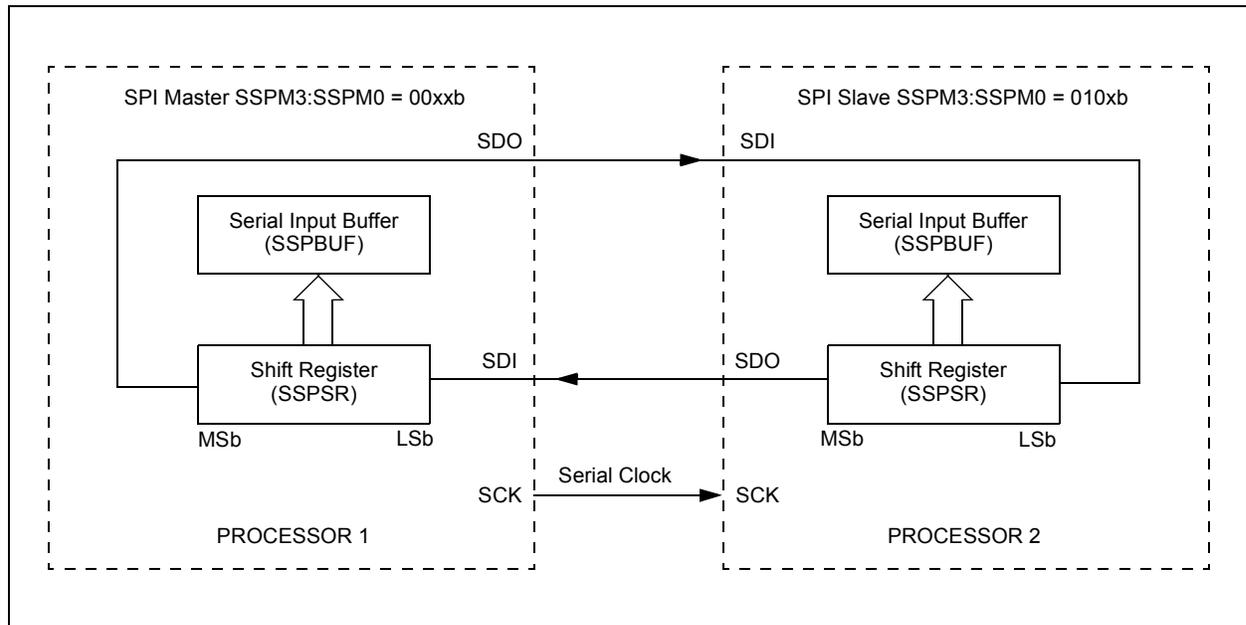 SPI Master SSPM3:SSPM0 = 00xxb
SPI Slave SSPM3:SSPM0 = 010xb
SDO
SDI
Serial Input Buffer
(SSPBUF)
Serial Input Buffer
(SSPBUF)
Shift Register
(SSPSR)
SDI
SDO
Shift Register
(SSPSR)
MSb
LSb
MSb
LSb
Serial Clock
SCK
SCK
PROCESSOR 1
PROCESSOR 2